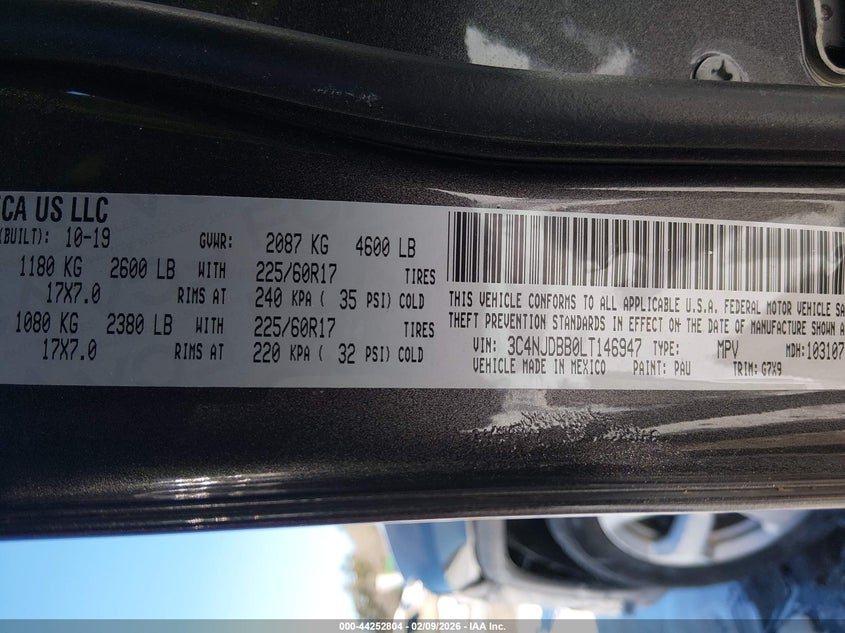 FCA US LLC
(BUILT): 10-19 GVWR: 2087 KG 4600 LB
1180 KG 2600 LB WITH 225/60R17 TIRES
17X7.0 RIMS AT 240 KPA ( 35 PSI) COLD
1080 KG 2380 LB WITH 225/60R17 TIRES
17X7.0 RIMS AT 220 KPA ( 32 PSI) COLD
THIS VEHICLE CONFORMS TO ALL APPLICABLE U.S.A. FEDERAL MOTOR VEHICLE SA
THEFT PREVENTION STANDARDS IN EFFECT ON THE DATE OF MANUFACTURE SHOWN A
VIN: 3C4NJDBB0LT146947 TYPE: MPV MDH:103107
VEHICLE MADE IN MEXICO PAINT: PAU TRIM: G7X9
000-44252804 - 02/09/2026 - IAA Inc.